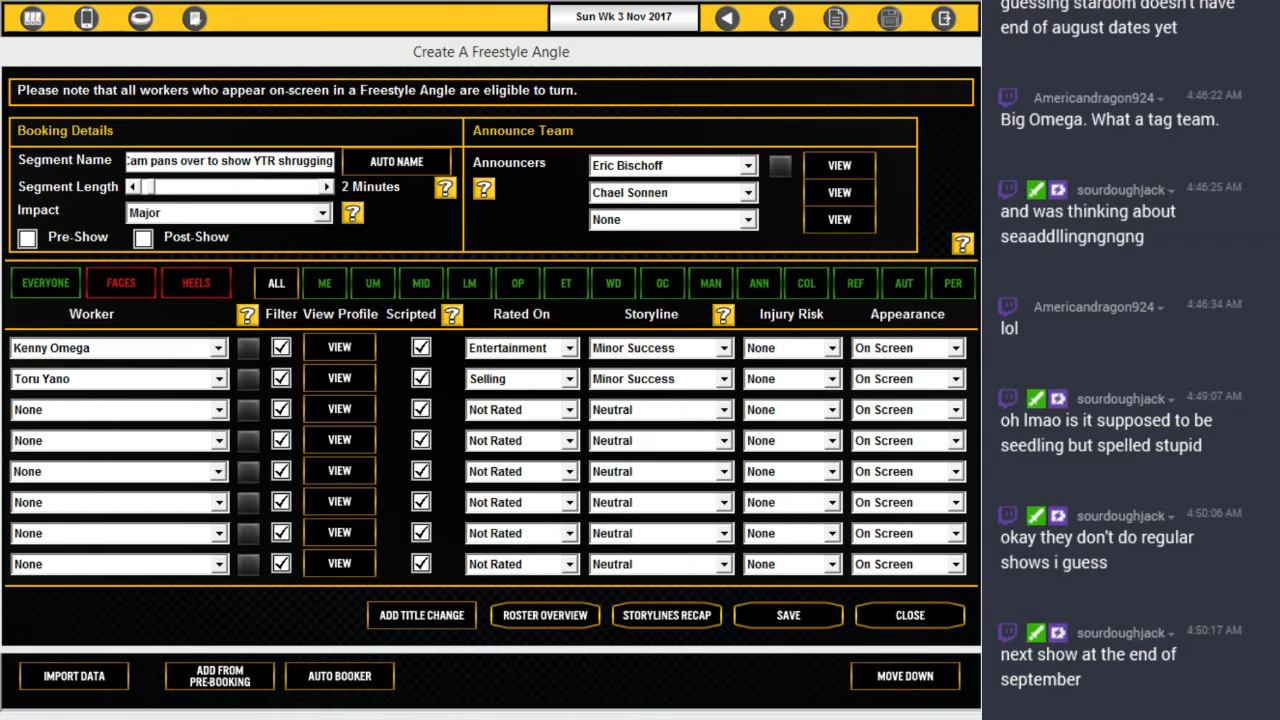 Sun Wk 3 Nov 2017
Create A Freestyle Angle
Please note that all workers who appear on-screen in a Freestyle Angle are eligible to turn.
Booking Details
Announce Team
Segment Name
Cam pans over to show YTR shrugging
AUTO NAME
Segment Length
2 Minutes
?
Impact
Major
?
Pre-Show
Post-Show
Announcers
?
Eric Bischoff
VIEW
Chael Sonnen
VIEW
None
VIEW
?
EVERYONE FACES HEELS ALL ME UM MID LM OP ET WD OC MAN ANN COL REF AUT PER
Worker ? Filter View Profile Scripted ? Rated On Storyline ? Injury Risk Appearance
Kenny Omega VIEW Entertainment Minor Success None On Screen
Toru Yano VIEW Selling Minor Success None On Screen
None VIEW Not Rated Neutral None On Screen
None VIEW Not Rated Neutral None On Screen
None VIEW Not Rated Neutral None On Screen
None VIEW Not Rated Neutral None On Screen
None VIEW Not Rated Neutral None On Screen
None VIEW Not Rated Neutral None On Screen
ADD TITLE CHANGE ROSTER OVERVIEW STORYLINES RECAP SAVE CLOSE
IMPORT DATA
ADD FROM
PRE-BOOKING
AUTO BOOKER
MOVE DOWN
guessing stardom doesn't have
end of august dates yet
Americandragon924 4:46:22 AM
Big Omega. What a tag team.
sourdoughjack 4:46:25 AM
and was thinking about
seaaddllingngngng
Americandragon924 4:46:34 AM
lol
sourdoughjack 4:49:07 AM
oh lmao is it supposed to be
seedling but spelled stupid
sourdoughjack 4:50:06 AM
okay they don't do regular
shows i guess
sourdoughjack 4:50:17 AM
next show at the end of
september